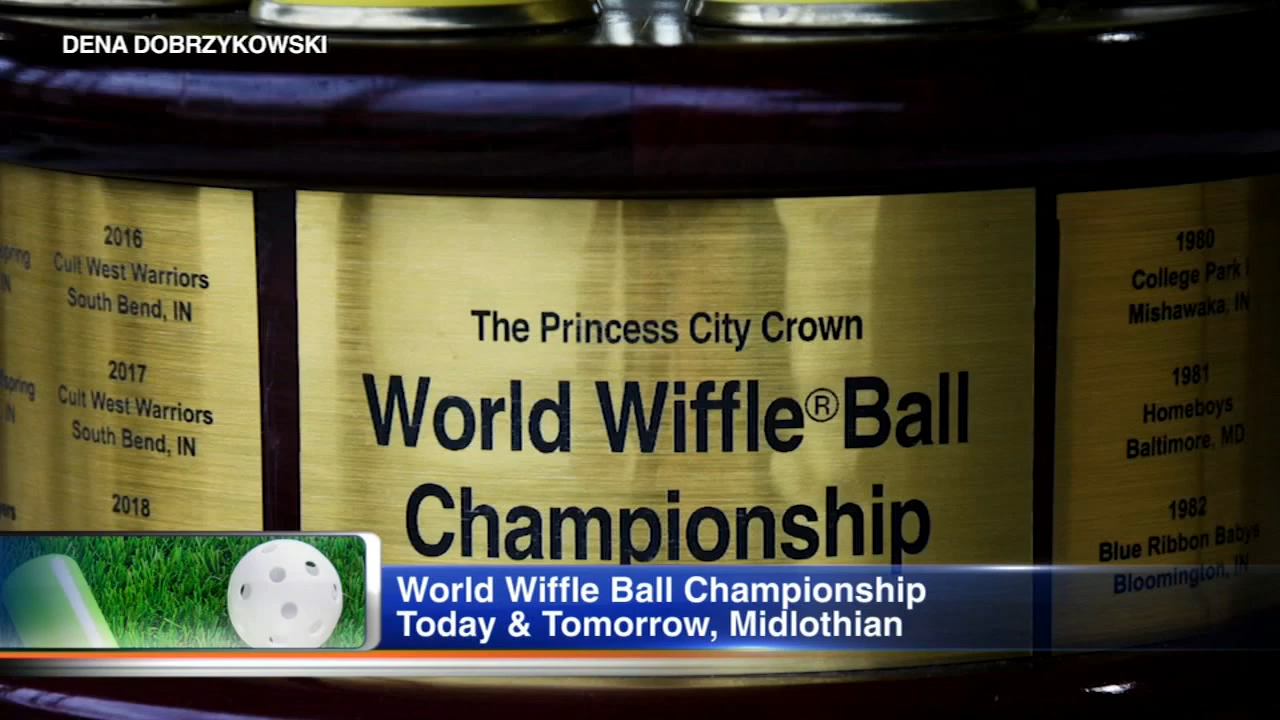 DENA DOBRZYKOWSKI
2016
Cult West Warriors
South Bend, IN
2017
Cult West Warriors
South Bend, IN
2018
The Princess City Crown
World Wiffle® Ball
Championship
1980
College Park
Mishawaka, IN
1981
Homeboys
Baltimore, MD
1982
Blue Ribbon Babys
Bloomington, IN
World Wiffle Ball Championship
Today & Tomorrow, Midlothian